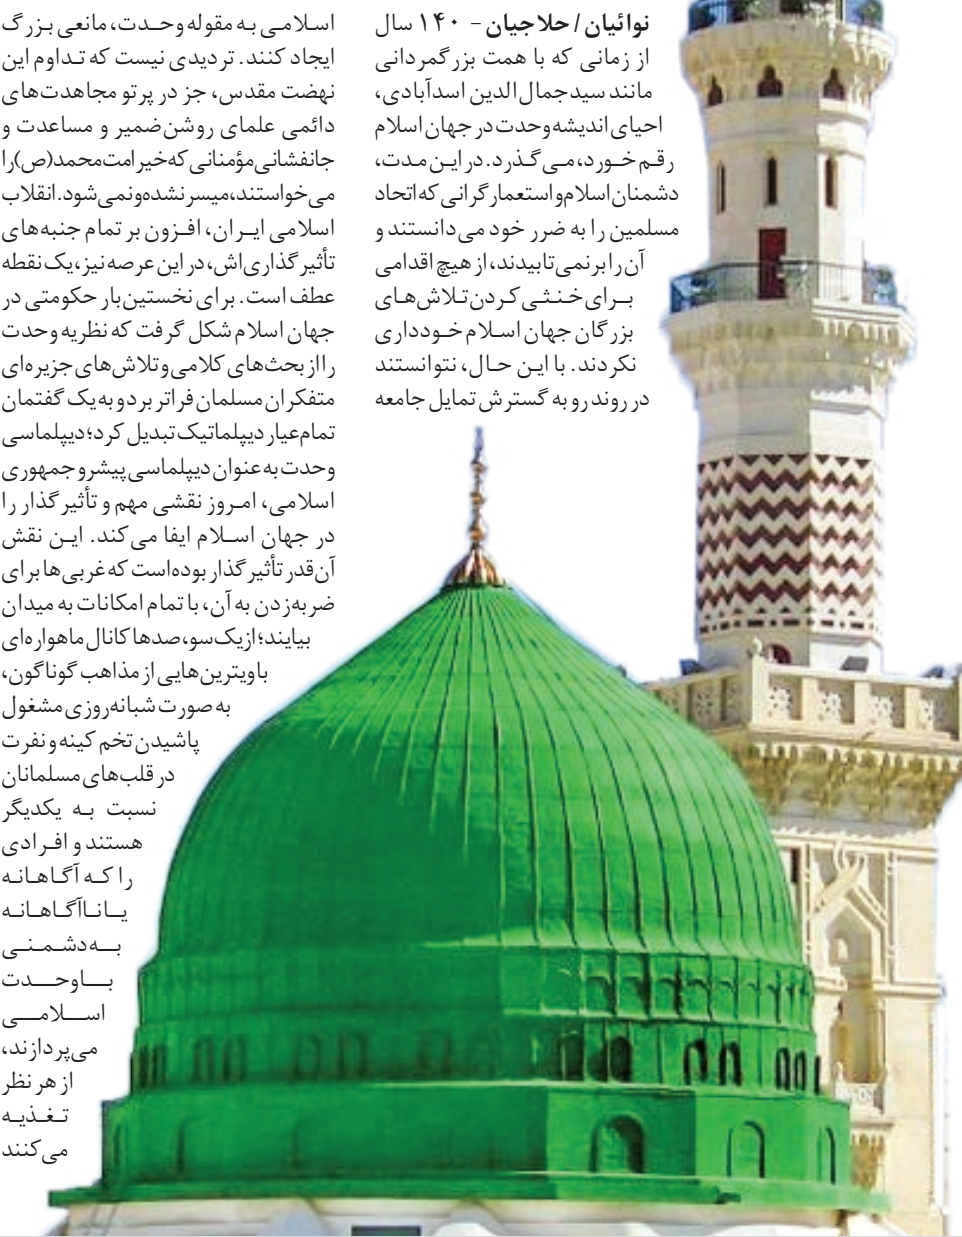 نوائیان / حلاجیان - ۱۴۰ سال
از زمانی که با همت بزرگمردانی
مانند سیدجمال‌الدین اسدآبادی،
احیای اندیشه وحدت در جهان اسلام
رقم خورد، می‌گذرد. در این مدت،
دشمنان اسلام و استعمارگرانی که اتحاد
مسلمین را به ضرر خود می‌دانستند و
آن را برنمی‌تابیدند، از هیچ اقدامی
برای خنثی کردن تلاش‌های
بزرگان جهان اسلام خودداری
نکردند. با این حال، نتوانستند
در روند رو به گسترش تمایل جامعه
اسلامی به مقوله وحدت، مانعی بزرگ
ایجاد کنند. تردیدی نیست که تداوم این
نهضت مقدس، جز در پرتو مجاهدت‌های
دائمی علمای روشن‌ضمیر و مساعدت و
جانفشانی مؤمنانی که خیر امت محمد(ص) را
می‌خواستند، میسر نشده و نمی‌شود. انقلاب
اسلامی ایران، افزون بر تمام جنبه‌های
تأثیرگذاری‌اش، در این عرصه نیز، یک نقطه
عطف است. برای نخستین‌بار حکومتی در
جهان اسلام شکل گرفت که نظریه وحدت
را از بحث‌های کلامی و تلاش‌های جزیره‌ای
متفکران مسلمان فراتر برد و به یک گفتمان
تمام‌عیار دیپلماتیک تبدیل کرد؛ دیپلماسی
وحدت به عنوان دیپلماسی پیشرو جمهوری
اسلامی، امروز نقشی مهم و تأثیرگذار را
در جهان اسلام ایفا می‌کند. این نقش
آن‌قدر تأثیرگذار بوده است که غربی‌ها برای
ضربه‌زدن به آن، با تمام امکانات به میدان
بیایند؛ از یک سو، صدها کانال ماهواره‌ای
با ویترین‌هایی از مذاهب گوناگون،
به صورت شبانه‌روزی مشغول
پاشیدن تخم کینه و نفرت
در قلب‌های مسلمانان
نسبت به یکدیگر
هستند و افرادی
را که آگاهانه
یا ناآگاهانه
به دشمنی
با وحدت
اسلامی
می‌پردازند،
از هر نظر
تغذیه
می‌کنند